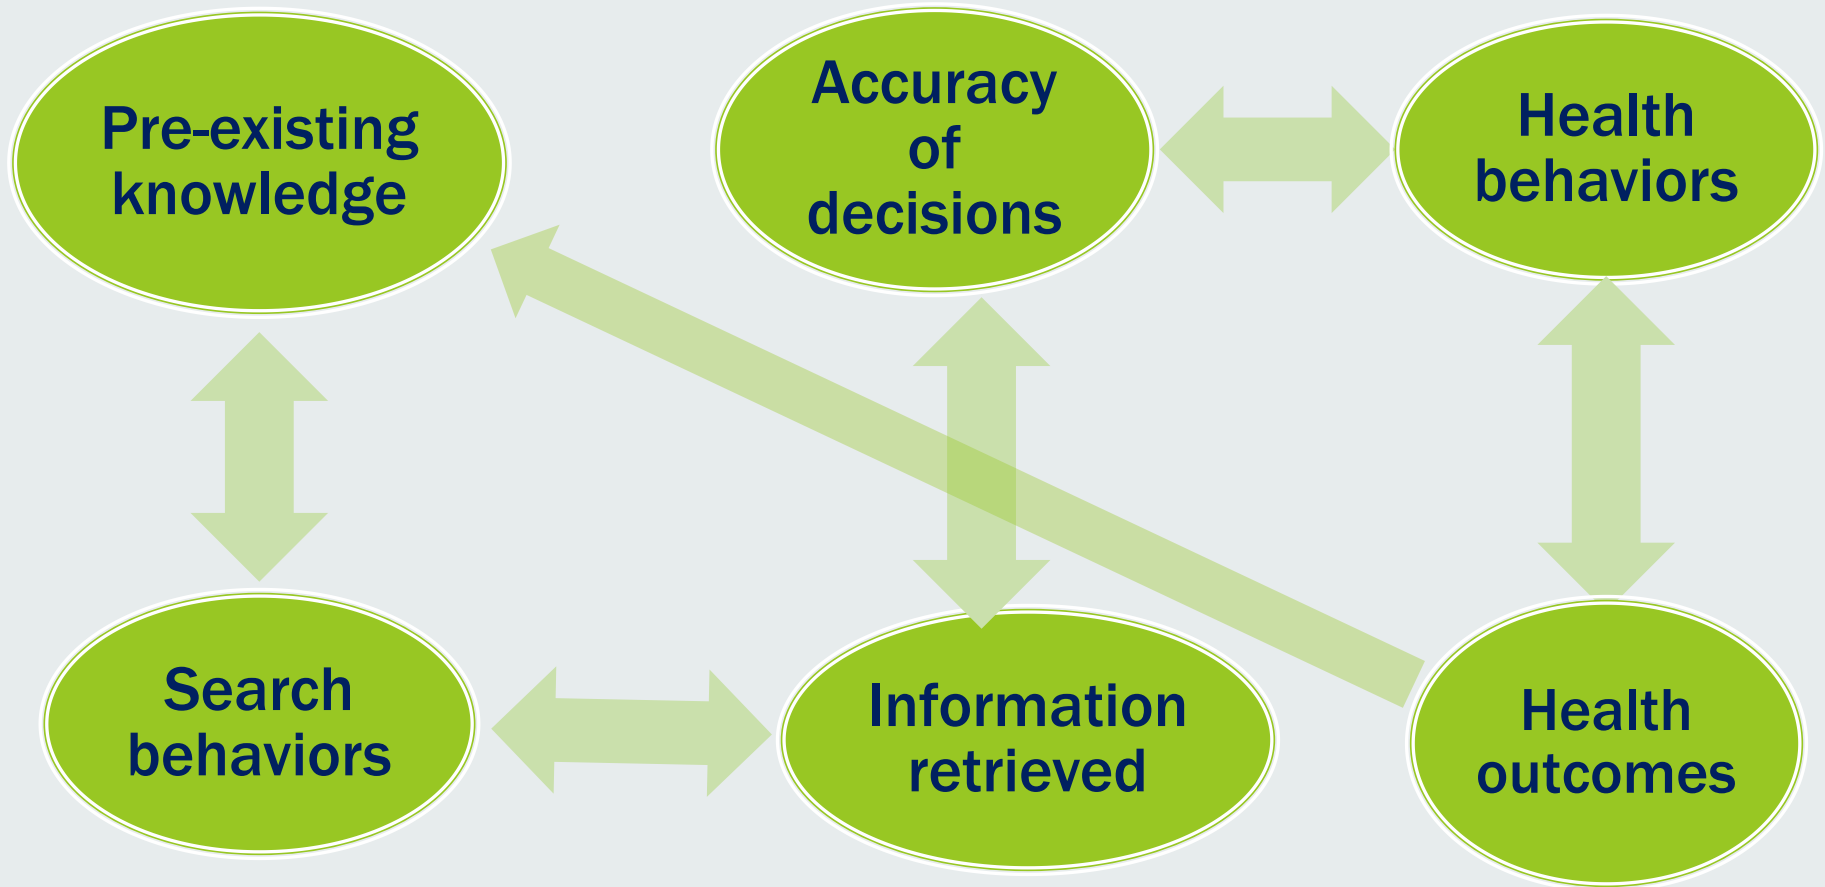 Pre-existing
knowledge
Accuracy
of
decisions
Health
behaviors
Search
behaviors
Information
retrieved
Health
outcomes